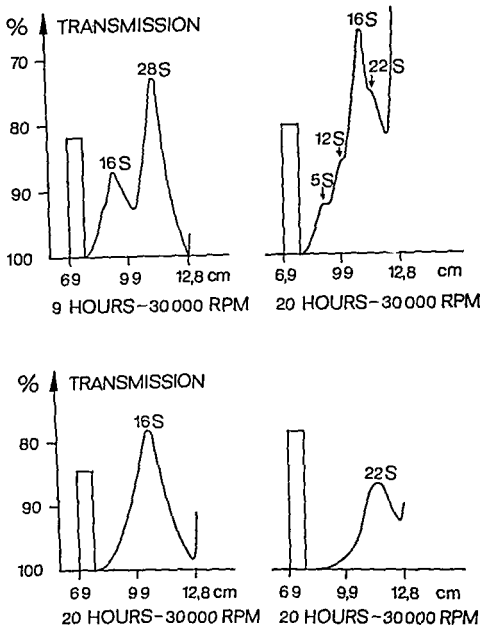 % TRANSMISSION
70
80
90
100
16S
28S
69 99 12,8 cm
9 HOURS-30000 RPM
16S
22S
12S
5S
6,9 99 12,8 cm
20 HOURS-30000 RPM
% TRANSMISSION
80
90
100
16S
69 99 12,8 cm
20 HOURS-30000 RPM
22S
69 9,9 12,8 cm
20 HOURS-30000 RPM